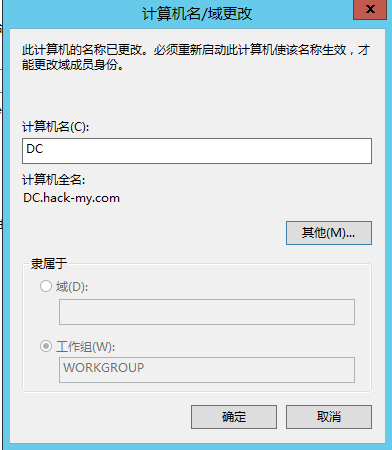 计算机名/域更改
x
此计算机的名称已更改。必须重新启动此计算机使该名称生效，才
能更改域成员身份。
计算机名(C):
DC
计算机全名:
DC.hack-my.com
其他(M)...
隶属于
域(D):
工作组(W):
WORKGROUP
确定
取消